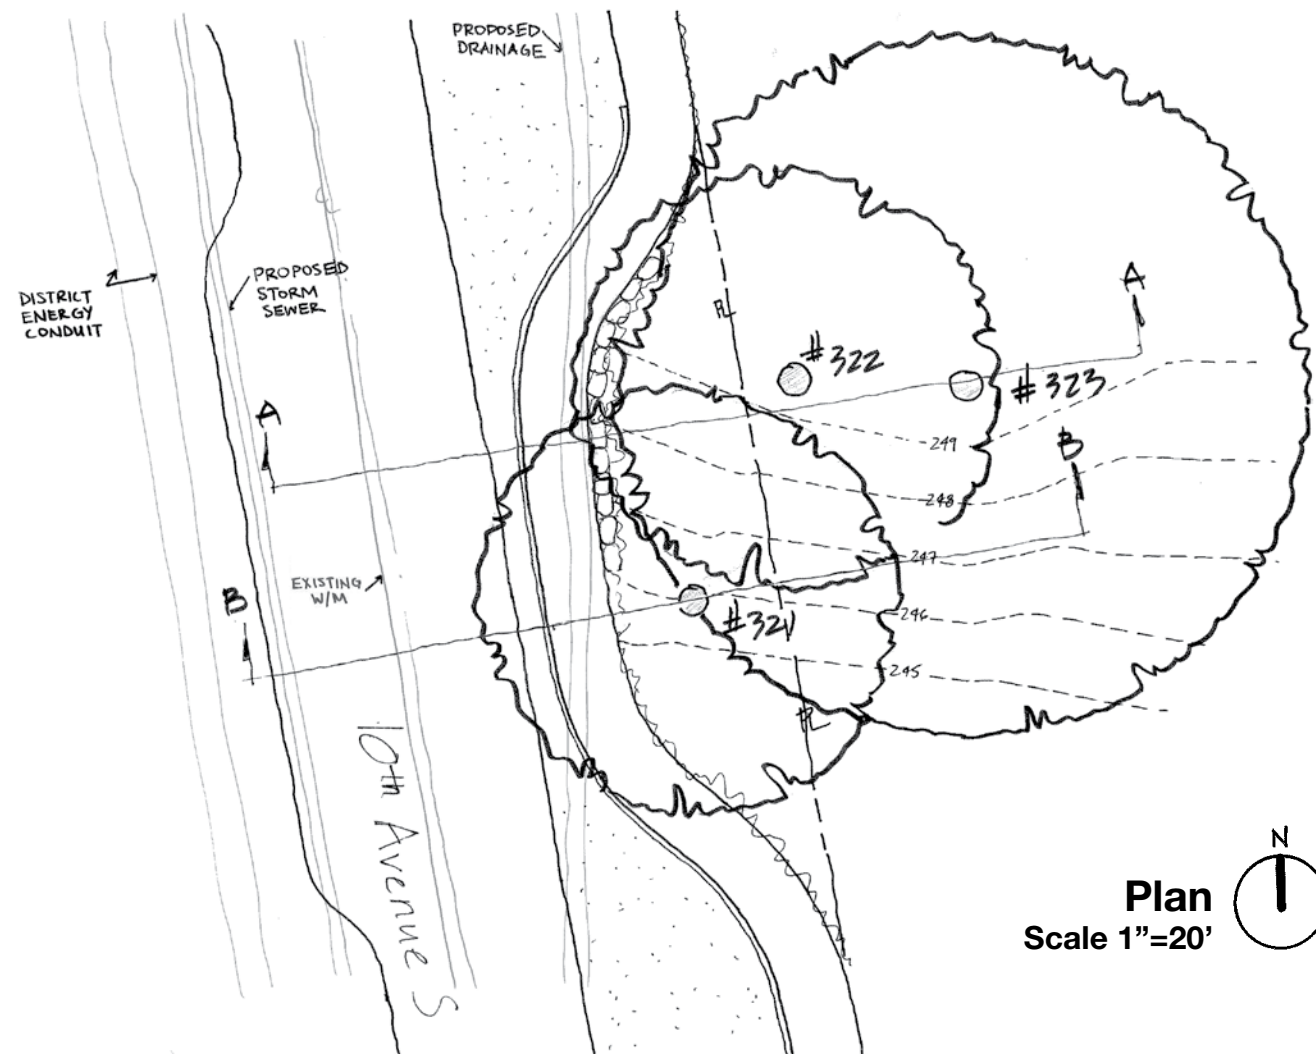 PROPOSED
DRAINAGE
DISTRICT
ENERGY
CONDUIT
PROPOSED
STORM
SEWER
A
A
PL
#322
#323
249
B
248
247
EXISTING
W/M
B
#321
246
245
PL
10th Avenue S
N
Plan
Scale 1”=20’